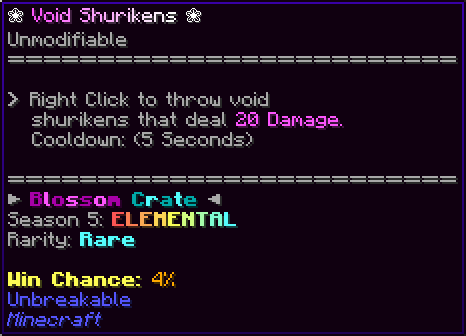 ❀ Void Shurikens ❀
Unmodifiable
================================
> Right Click to throw void
shurikens that deal 20 Damage.
Cooldown: (5 Seconds)
================================
► Blossom Crate ◄
Season 5: ELEMENTAL
Rarity: Rare
Win Chance: 4%
Unbreakable
Minecraft